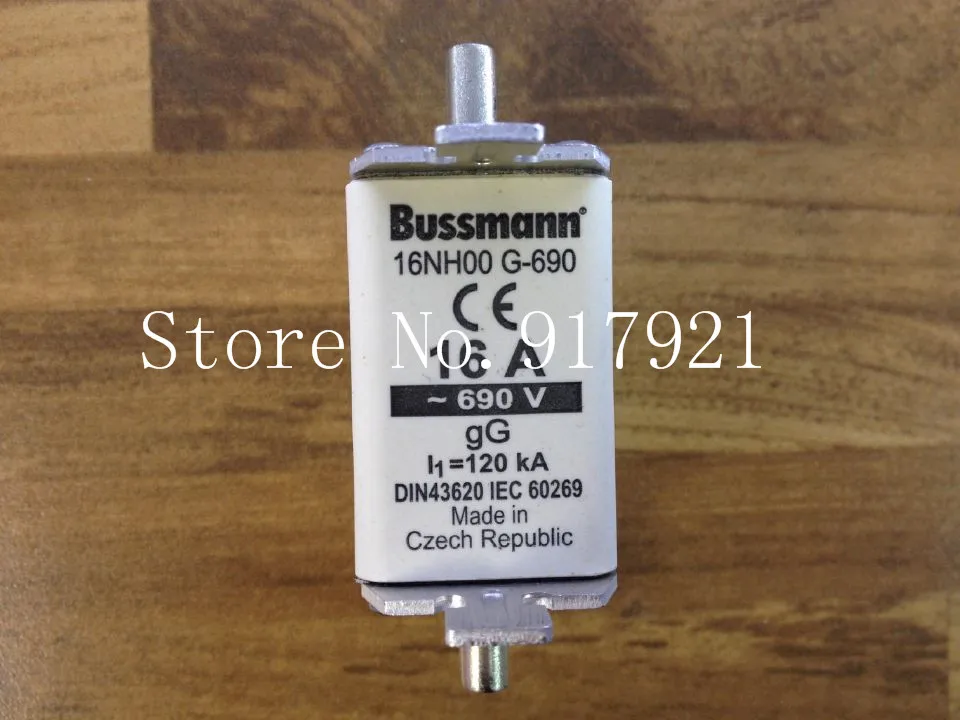 Bussmann®
16NH00 G-690
CE
Store No.917921
16 A
~ 690 V
gG
I₁=120 kA
DIN43620 IEC 60269
Made in
Czech Republic